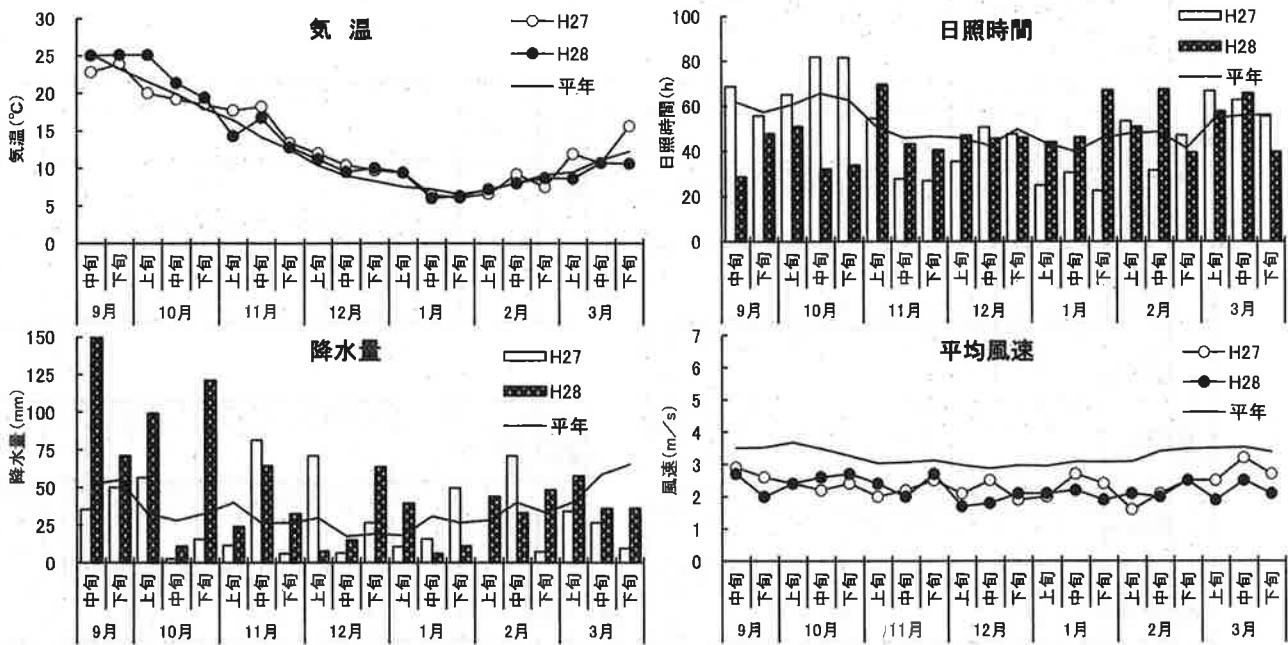 気 温
H27
H28
平年
気温(℃)
30
25
20
15
10
5
0
中旬 下旬 上旬 中旬 下旬 上旬 中旬 下旬 上旬 中旬 下旬 上旬 中旬 下旬 上旬 中旬 下旬 上旬 中旬 下旬
9月 10月 11月 12月 1月 2月 3月
日照時間
H27
H28
平年
日照時間(h)
100
80
60
40
20
0
中旬 下旬 上旬 中旬 下旬 上旬 中旬 下旬 上旬 中旬 下旬 上旬 中旬 下旬 上旬 中旬 下旬 上旬 中旬 下旬
9月 10月 11月 12月 1月 2月 3月
降水量
H27
H28
平年
降水量(mm)
150
125
100
75
50
25
0
中旬 下旬 上旬 中旬 下旬 上旬 中旬 下旬 上旬 中旬 下旬 上旬 中旬 下旬 上旬 中旬 下旬 上旬 中旬 下旬
9月 10月 11月 12月 1月 2月 3月
平均風速
H27
H28
平年
風速(m/s)
7
6
5
4
3
2
1
0
中旬 下旬 上旬 中旬 下旬 上旬 中旬 下旬 上旬 中旬 下旬 上旬 中旬 下旬 上旬 中旬 下旬 上旬 中旬 下旬
9月 10月 11月 12月 1月 2月 3月